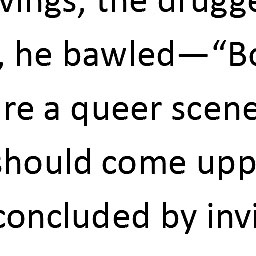 vings, the drugge
, he bawled—“Bo
re a queer scene
should come upp
concluded by invi